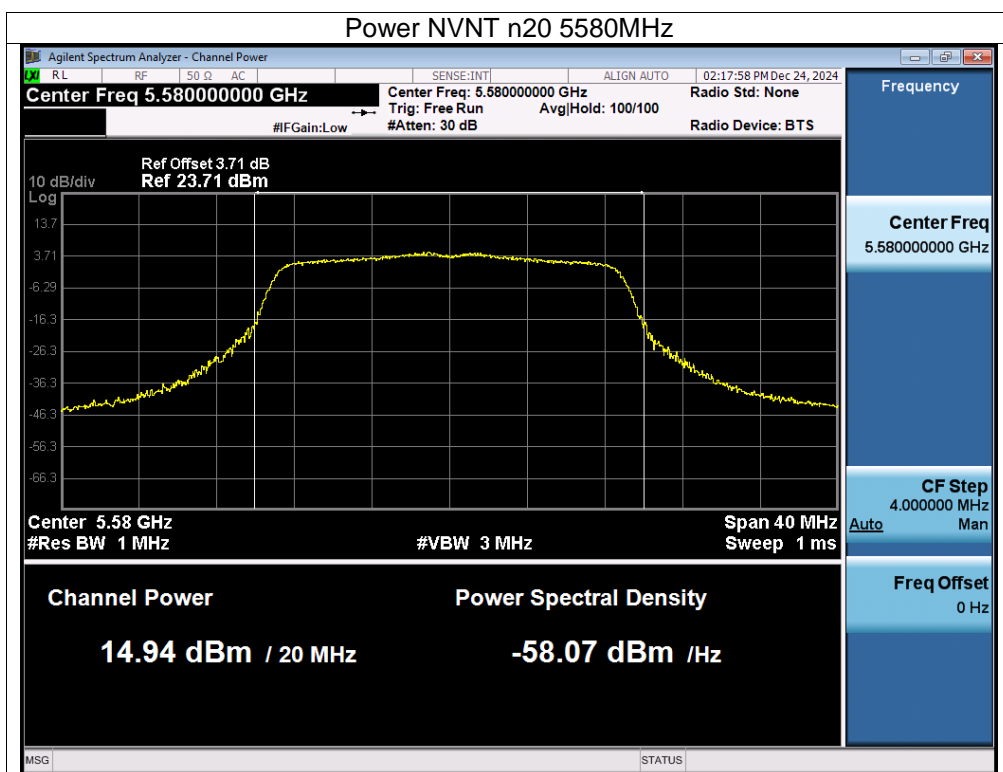 Power NVNT n20 5580MHz
Agilent Spectrum Analyzer - Channel Power
LXI RL RF 50 Ω AC SENSE:INT ALIGN AUTO 02:17:58 PM Dec 24, 2024
Center Freq 5.580000000 GHz
Center Freq: 5.580000000 GHz
Radio Std: None
Trig: Free Run Avg|Hold: 100/100
#IFGain:Low
#Atten: 30 dB
Radio Device: BTS
Ref Offset 3.71 dB
10 dB/div Ref 23.71 dBm
Log
13.7
3.71
-6.29
-16.3
-26.3
-36.3
-46.3
-56.3
-66.3
Center 5.58 GHz Span 40 MHz
#Res BW 1 MHz #VBW 3 MHz Sweep 1 ms
Channel Power Power Spectral Density
14.94 dBm / 20 MHz -58.07 dBm /Hz
Frequency
Center Freq
5.580000000 GHz
CF Step
4.000000 MHz
Auto Man
Freq Offset
0 Hz
MSG STATUS